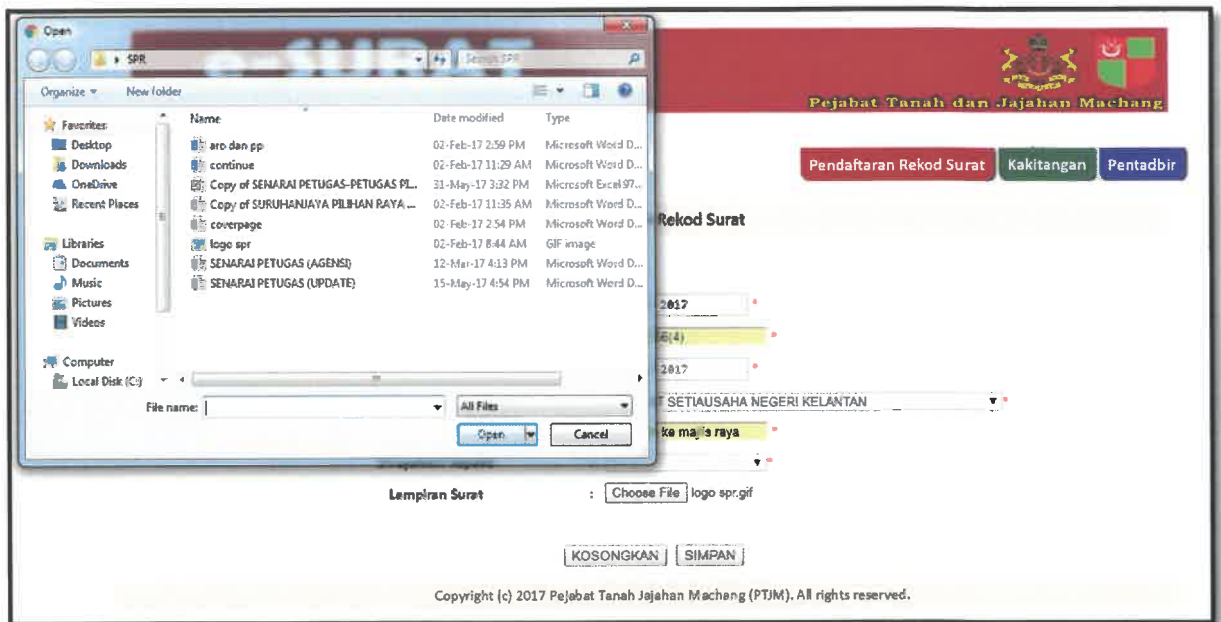 Open
SPR
Search SPR
e-SURAT
Pejabat Tanah dan Jajahan Machang
Organize
New folder
Favorites
Desktop
Downloads
OneDrive
Recent Places
Libraries
Documents
Music
Pictures
Videos
Computer
Local Disk (C:)
Name Date modified Type
aro dan pp 02-Feb-17 2:59 PM Microsoft Word D...
continue 02-Feb-17 11:29 AM Microsoft Word D...
Copy of SENARAI PETUGAS-PETUGAS PI... 31-May-17 3:32 PM Microsoft Excel 97...
Copy of SURUHANJAYA PILIHAN RAYA ... 02-Feb-17 11:35 AM Microsoft Word D...
coverpage 02-Feb-17 2:54 PM Microsoft Word D...
logo spr 02-Feb-17 8:44 AM GIF image
SENARAI PETUGAS (AGENSI) 12-Mar-17 4:13 PM Microsoft Word D...
SENARAI PETUGAS (UPDATE) 15-May-17 4:54 PM Microsoft Word D...
File name:
All Files
Open
Cancel
Pendaftaran Rekod Surat Kakitangan Pentadbir
Rekod Surat
2017 *
6(4) *
2017 *
T SETIAUSAHA NEGERI KELANTAN *
ke majlis raya *
*
Lampiran Surat : Choose File logo spr.gif
KOSONGKAN SIMPAN
Copyright (c) 2017 Pejabat Tanah Jajahan Machang (PTJM). All rights reserved.